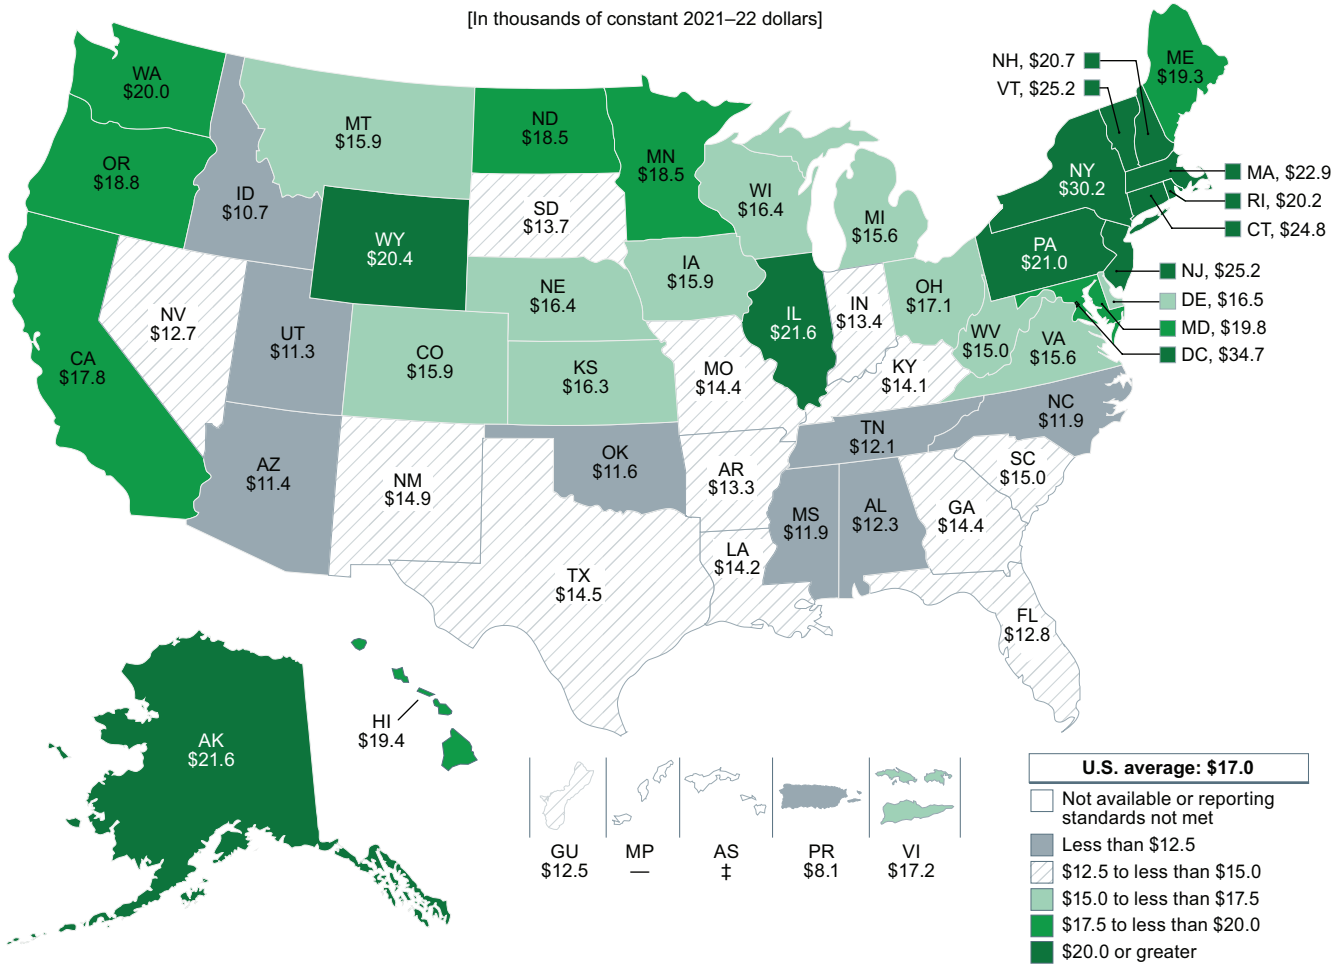 [In thousands of constant 2021–22 dollars]
WA
$20.0
OR
$18.8
CA
$17.8
ID
$10.7
NV
$12.7
MT
$15.9
WY
$20.4
UT
$11.3
AZ
$11.4
CO
$15.9
NM
$14.9
ND
$18.5
SD
$13.7
NE
$16.4
KS
$16.3
OK
$11.6
TX
$14.5
MN
$18.5
IA
$15.9
MO
$14.4
AR
$13.3
LA
$14.2
WI
$16.4
IL
$21.6
MI
$15.6
IN
$13.4
OH
$17.1
KY
$14.1
TN
$12.1
MS
$11.9
AL
$12.3
GA
$14.4
FL
$12.8
SC
$15.0
NC
$11.9
WV
$15.0
VA
$15.6
PA
$21.0
NY
$30.2
ME
$19.3
NH, $20.7
VT, $25.2
MA, $22.9
RI, $20.2
CT, $24.8
NJ, $25.2
DE, $16.5
MD, $19.8
DC, $34.7
AK
$21.6
HI
$19.4
GU
$12.5
MP
—
AS
‡
PR
$8.1
VI
$17.2
U.S. average: $17.0
Not available or reporting
standards not met
Less than $12.5
$12.5 to less than $15.0
$15.0 to less than $17.5
$17.5 to less than $20.0
$20.0 or greater